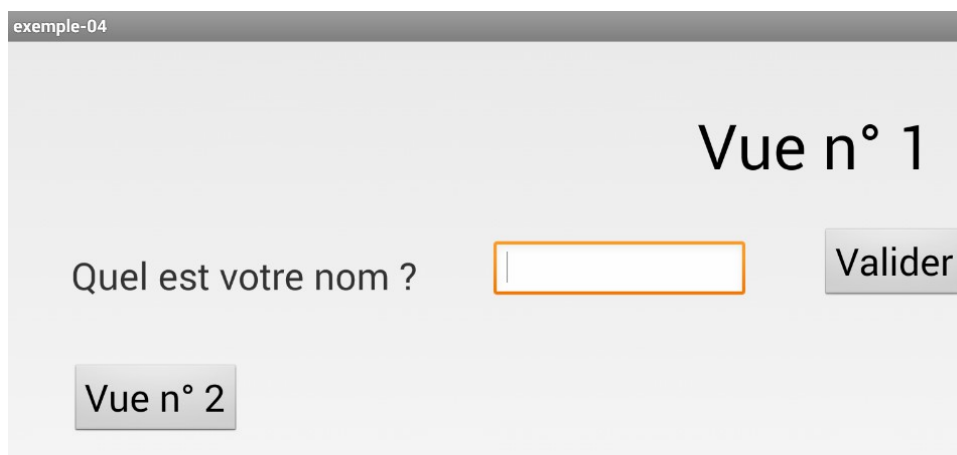 exemple-04
Vue n° 1
Quel est votre nom ?
Valider
Vue n° 2